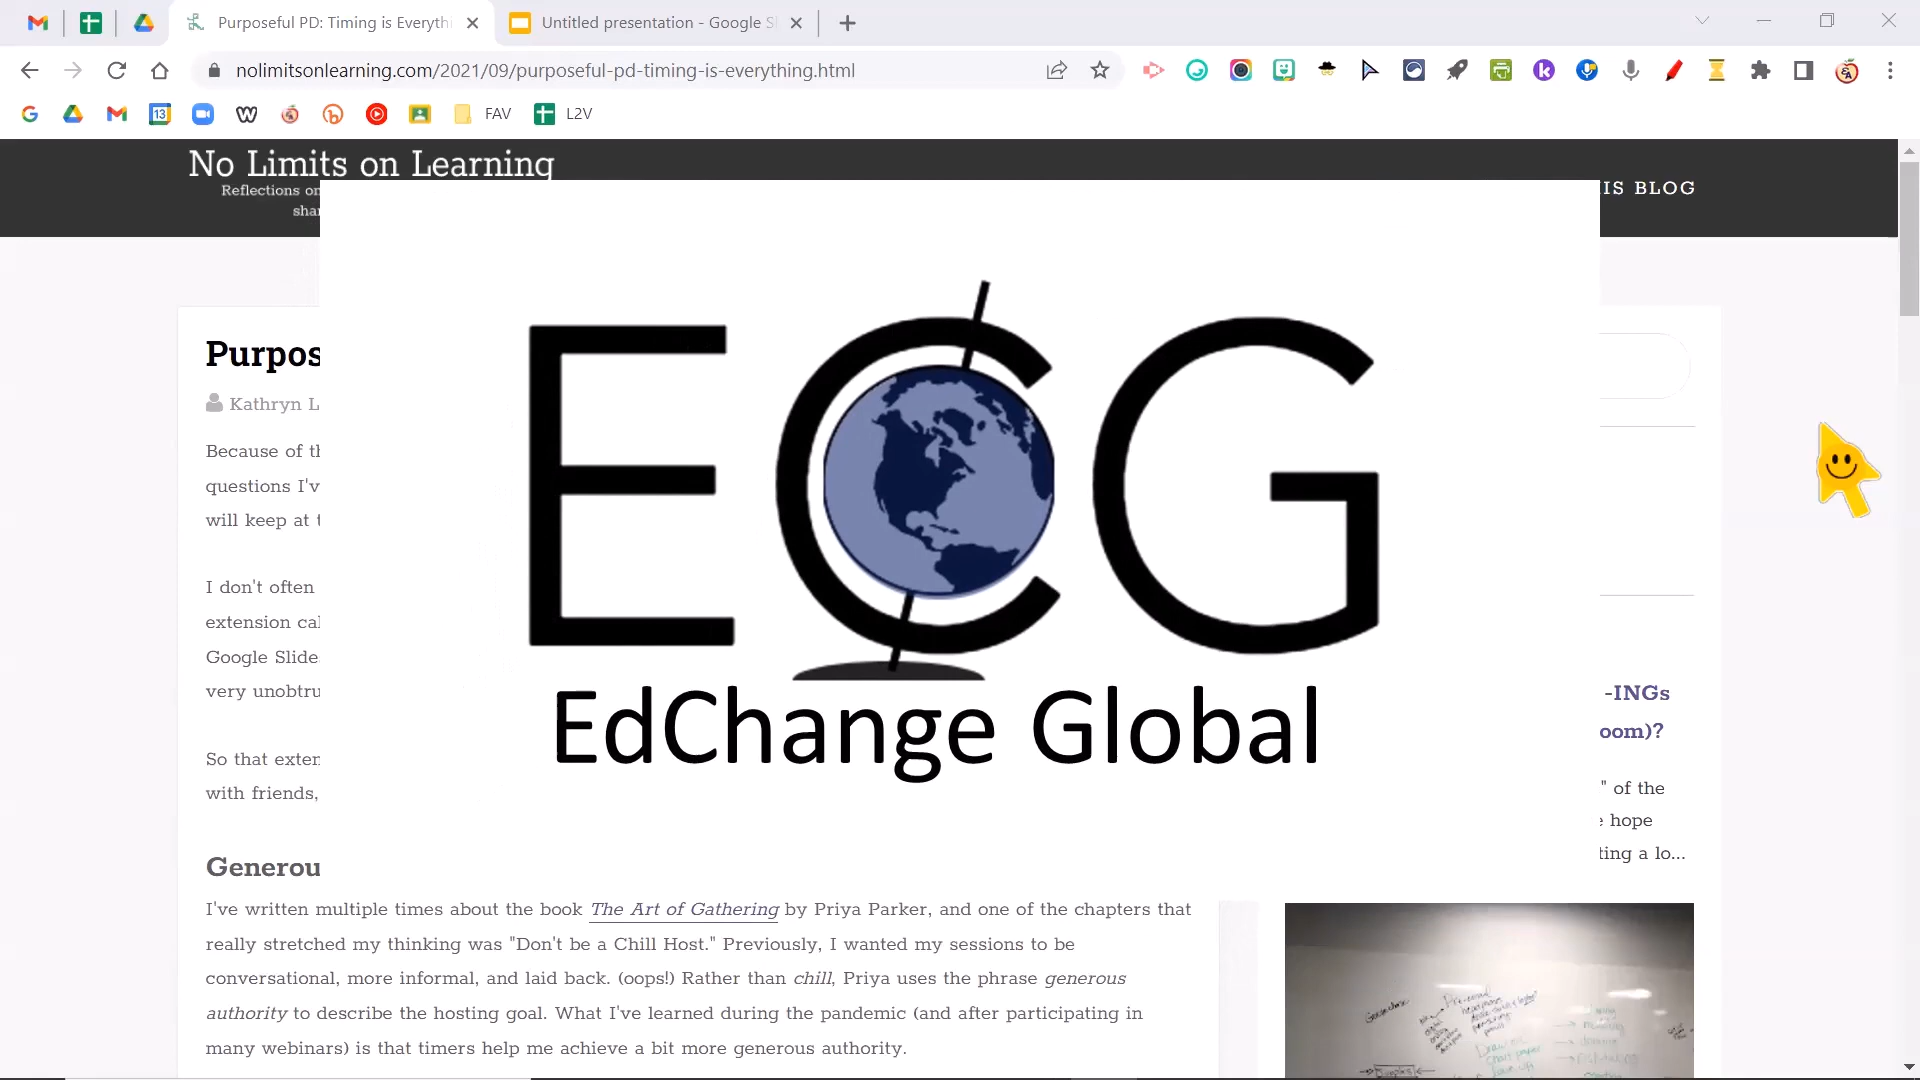 Purposeful PD: Timing is Everythi
Untitled presentation - Google Sl
nolimitsonlearning.com/2021/09/purposeful-pd-timing-is-everything.html
FAV
L2V
No Limits on Learning
Reflections on
shar
IS BLOG
Purpos
Kathryn L
Because of th
questions I'v
will keep at t
I don't often
extension cal
Google Slide
very unobtru
So that exten
with friends,
ECG
EdChange Global
-INGs
oom)?
" of the
e hope
ting a lo...
Generou
I've written multiple times about the book The Art of Gathering by Priya Parker, and one of the chapters that
really stretched my thinking was "Don't be a Chill Host." Previously, I wanted my sessions to be
conversational, more informal, and laid back. (oops!) Rather than chill, Priya uses the phrase generous
authority to describe the hosting goal. What I've learned during the pandemic (and after participating in
many webinars) is that timers help me achieve a bit more generous authority.